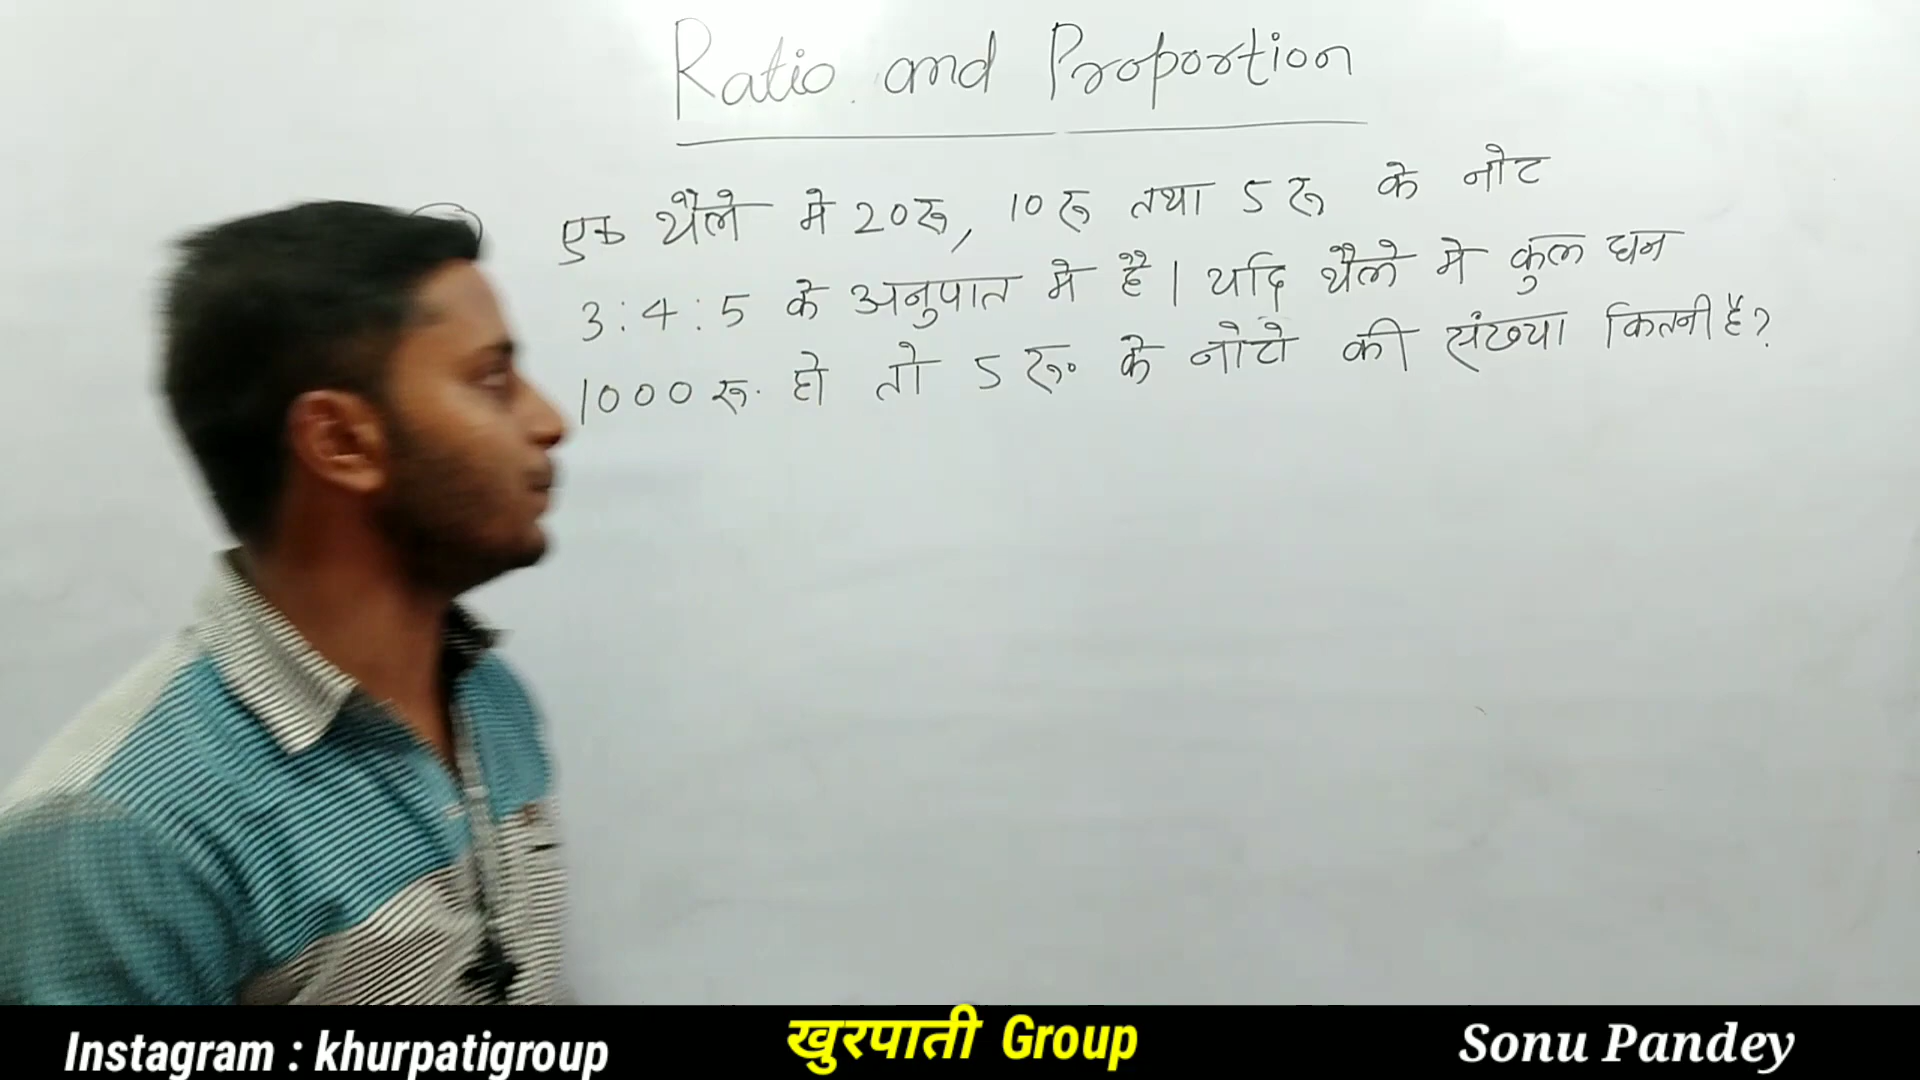 Ratio and Proportion
एक थैले मे 20रू, 10रू तथा 5रू के नोट
3:4:5 के अनुपात मे है। यदि थैले मे कुल धन
1000रू. हो तो 5रू. के नोटो की संख्या कितनी है?
Instagram : khurpatigroup
खुरपाती Group
Sonu Pandey